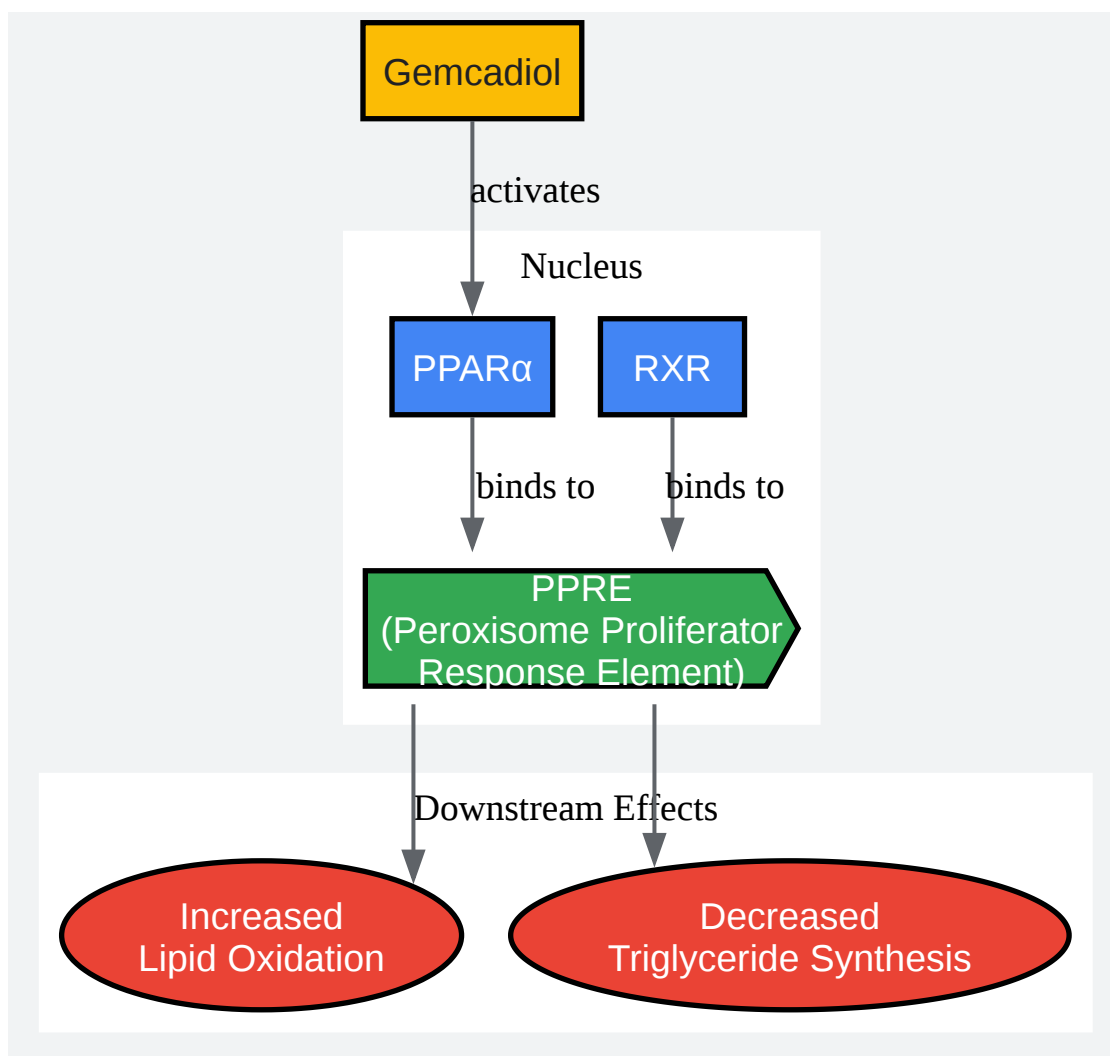 Gemcadiol
activates
Nucleus
PPARα
RXR
binds to
binds to
PPRE
(Peroxisome Proliferator
Response Element)
Downstream Effects
Increased
Lipid Oxidation
Decreased
Triglyceride Synthesis